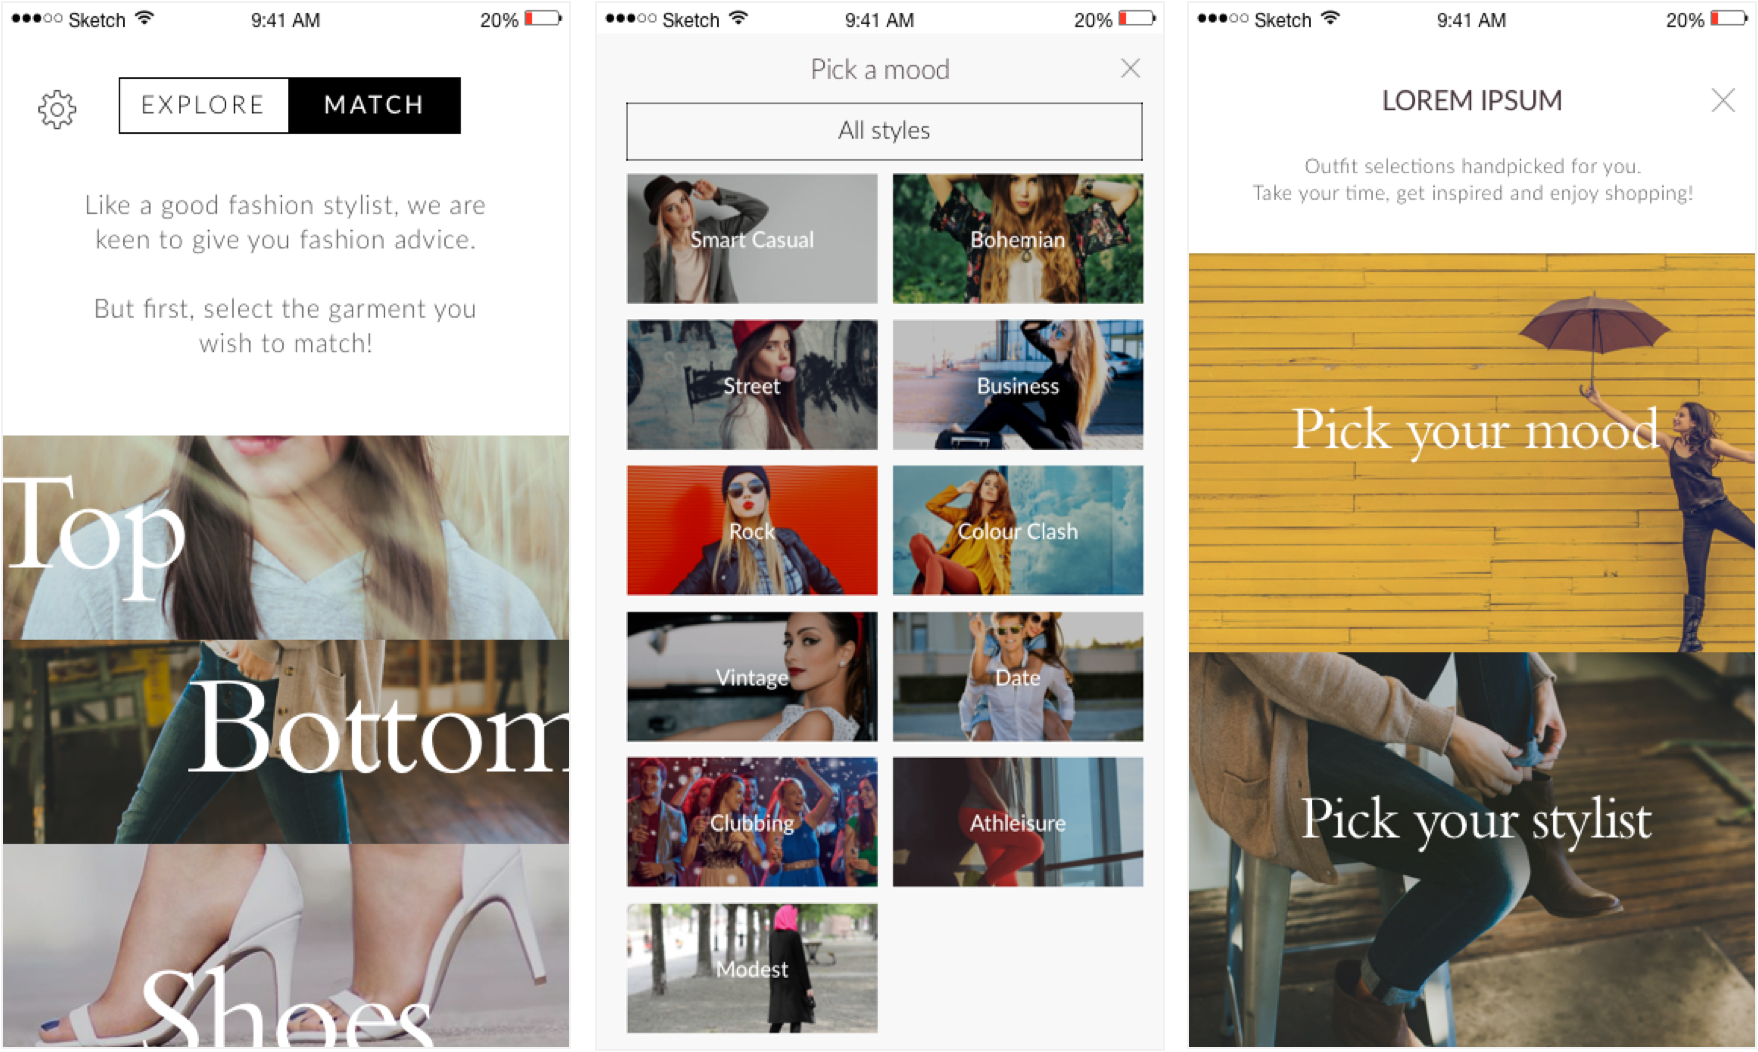 Sketch 9:41 AM 20%
EXPLORE MATCH
Like a good fashion stylist, we are
keen to give you fashion advice.
But first, select the garment you
wish to match!
Top
Bottom
Shoes
Sketch 9:41 AM 20%
Pick a mood
All styles
Smart Casual
Bohemian
Street
Business
Rock
Colour Clash
Vintage
Date
Clubbing
Athleisure
Modest
Sketch 9:41 AM 20%
LOREM IPSUM
Outfit selections handpicked for you.
Take your time, get inspired and enjoy shopping!
Pick your mood
Pick your stylist